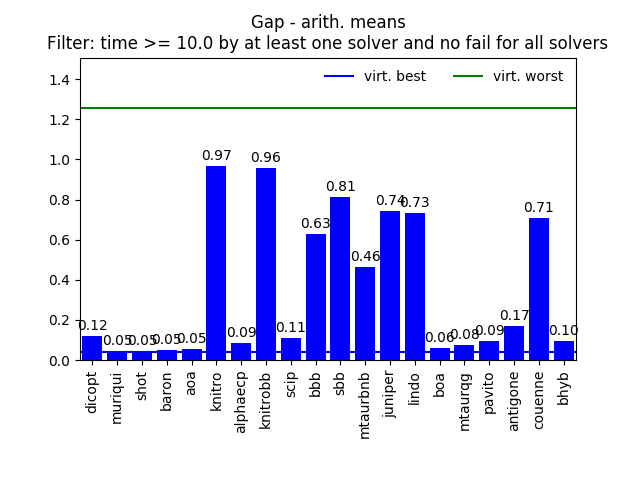 Gap - arith. means
Filter: time >= 10.0 by at least one solver and no fail for all solvers
virt. best virt. worst
1.4
1.2
1.0
0.8
0.6
0.4
0.2
0.0
0.12 0.05 0.05 0.05 0.05 0.97 0.09 0.96 0.11 0.63 0.81 0.46 0.74 0.73 0.06 0.08 0.09 0.17 0.71 0.10
dicopt
muriqui
shot
baron
aoa
knitro
alphaecp
knitrobb
scip
bbb
sbb
mtaurbnb
juniper
lindo
boa
mtaurqg
pavito
antigone
couenne
bhyb